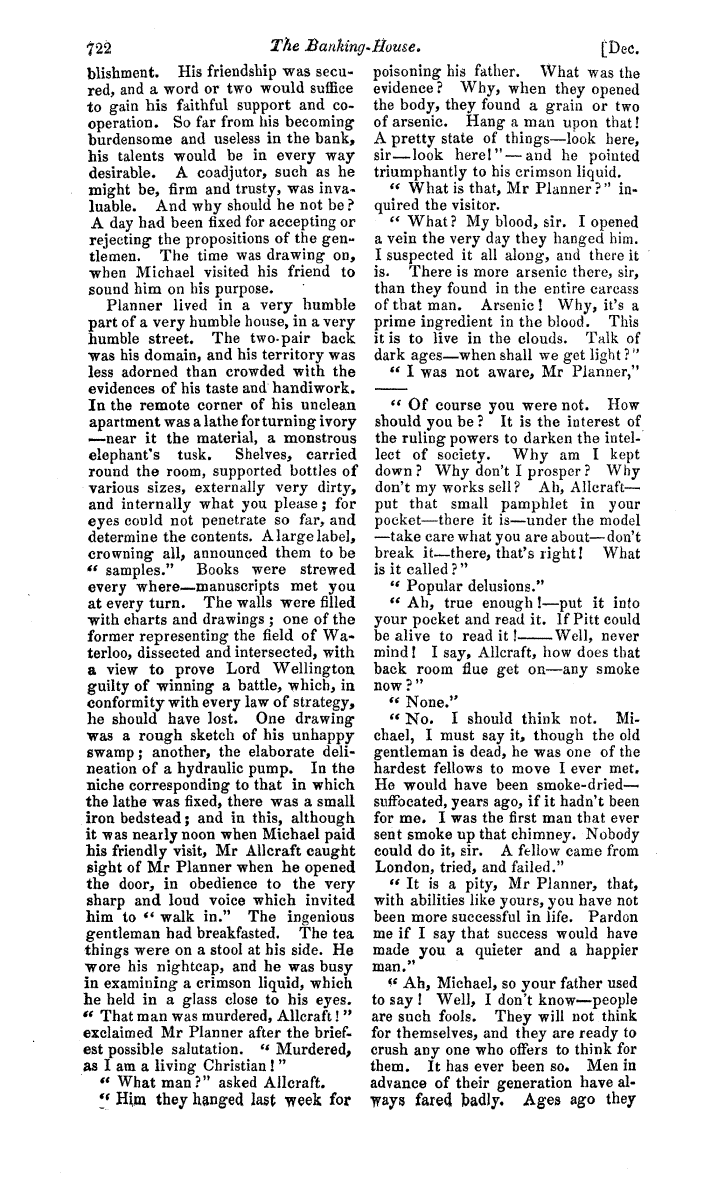 722
The Banking-House.
[Dec.
blishment. His friendship was secu-
red, and a word or two would suffice
to gain his faithful support and co-
operation. So far from his becoming
burdensome and useless in the bank,
his talents would be in every way
desirable. A coadjutor, such as he
might be, firm and trusty, was inva-
luable. And why should he not be?
A day had been fixed for accepting or
rejecting the propositions of the gen-
tlemen. The time was drawing on,
when Michael visited his friend to
sound him on his purpose.
Planner lived in a very humble
part of a very humble house, in a very
humble street. The two-pair back
was his domain, and his territory was
less adorned than crowded with the
evidences of his taste and handiwork.
In the remote corner of his unclean
apartment was a lathe for turning ivory
—near it the material, a monstrous
elephant's tusk. Shelves, carried
round the room, supported bottles of
various sizes, externally very dirty,
and internally what you please; for
eyes could not penetrate so far, and
determine the contents. A large label,
crowning all, announced them to be
“ samples.” Books were strewed
every where—manuscripts met you
at every turn. The walls were filled
with charts and drawings; one of the
former representing the field of Wa-
terloo, dissected and intersected, with
a view to prove Lord Wellington
guilty of winning a battle, which, in
conformity with every law of strategy,
he should have lost. One drawing
was a rough sketch of his unhappy
swamp; another, the elaborate deli-
neation of a hydraulic pump. In the
niche corresponding to that in which
the lathe was fixed, there was a small
iron bedstead; and in this, although
it was nearly noon when Michael paid
his friendly visit, Mr Allcraft caught
sight of Mr Planner when he opened
the door, in obedience to the very
sharp and loud voice which invited
him to “ walk in.” The ingenious
gentleman had breakfasted. The tea
things were on a stool at his side. He
wore his nightcap, and he was busy
in examining a crimson liquid, which
he held in a glass close to his eyes.
“ That man was murdered, Allcraft!”
exclaimed Mr Planner after the brief-
est possible salutation. “ Murdered,
as I am a living Christian!”
“ What man?” asked Allcraft.
“ Him they hanged last week for
poisoning his father. What was the
evidence? Why, when they opened
the body, they found a grain or two
of arsenic. Hang a man upon that!
A pretty state of things—look here,
sir—look here!”—and he pointed
triumphantly to his crimson liquid.
“ What is that, Mr Planner?” in-
quired the visitor.
“ What? My blood, sir. I opened
a vein the very day they hanged him.
I suspected it all along, and there it
is. There is more arsenic there, sir,
than they found in the entire carcass
of that man. Arsenic! Why, it's a
prime ingredient in the blood. This
it is to live in the clouds. Talk of
dark ages—when shall we get light?”
“ I was not aware, Mr Planner,”
——
“ Of course you were not. How
should you be? It is the interest of
the ruling powers to darken the intel-
lect of society. Why am I kept
down? Why don't I prosper? Why
don't my works sell? Ah, Allcraft—
put that small pamphlet in your
pocket—there it is—under the model
—take care what you are about—don't
break it—there, that's right! What
is it called?”
“ Popular delusions.”
“ Ah, true enough!—put it into
your pocket and read it. If Pitt could
be alive to read it!—— Well, never
mind! I say, Allcraft, how does that
back room flue get on—any smoke
now?”
“ None.”
“ No. I should think not. Mi-
chael, I must say it, though the old
gentleman is dead, he was one of the
hardest fellows to move I ever met.
He would have been smoke-dried—
suffocated, years ago, if it hadn't been
for me. I was the first man that ever
sent smoke up that chimney. Nobody
could do it, sir. A fellow came from
London, tried, and failed.”
“ It is a pity, Mr Planner, that,
with abilities like yours, you have not
been more successful in life. Pardon
me if I say that success would have
made you a quieter and a happier
man.”
“ Ah, Michael, so your father used
to say! Well, I don't know—people
are such fools. They will not think
for themselves, and they are ready to
crush any one who offers to think for
them. It has ever been so. Men in
advance of their generation have al-
ways fared badly. Ages ago they